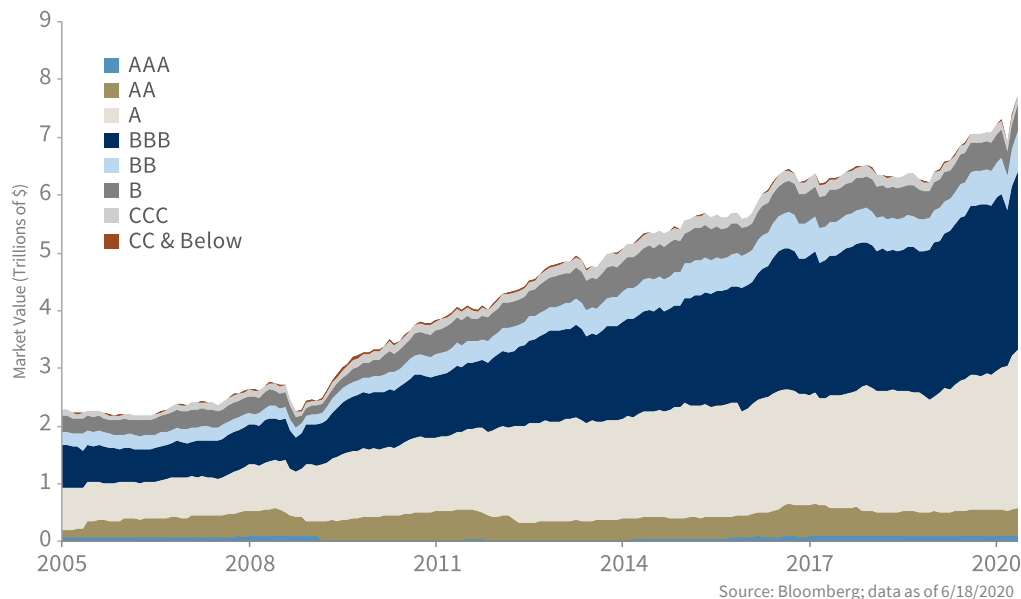 9
8
7
6
5
4
3
2
1
0
Market Value (Trillions of $)
AAA
AA
A
BBB
BB
B
CCC
CC & Below
2005 2008 2011 2014 2017 2020
Source: Bloomberg; data as of 6/18/2020